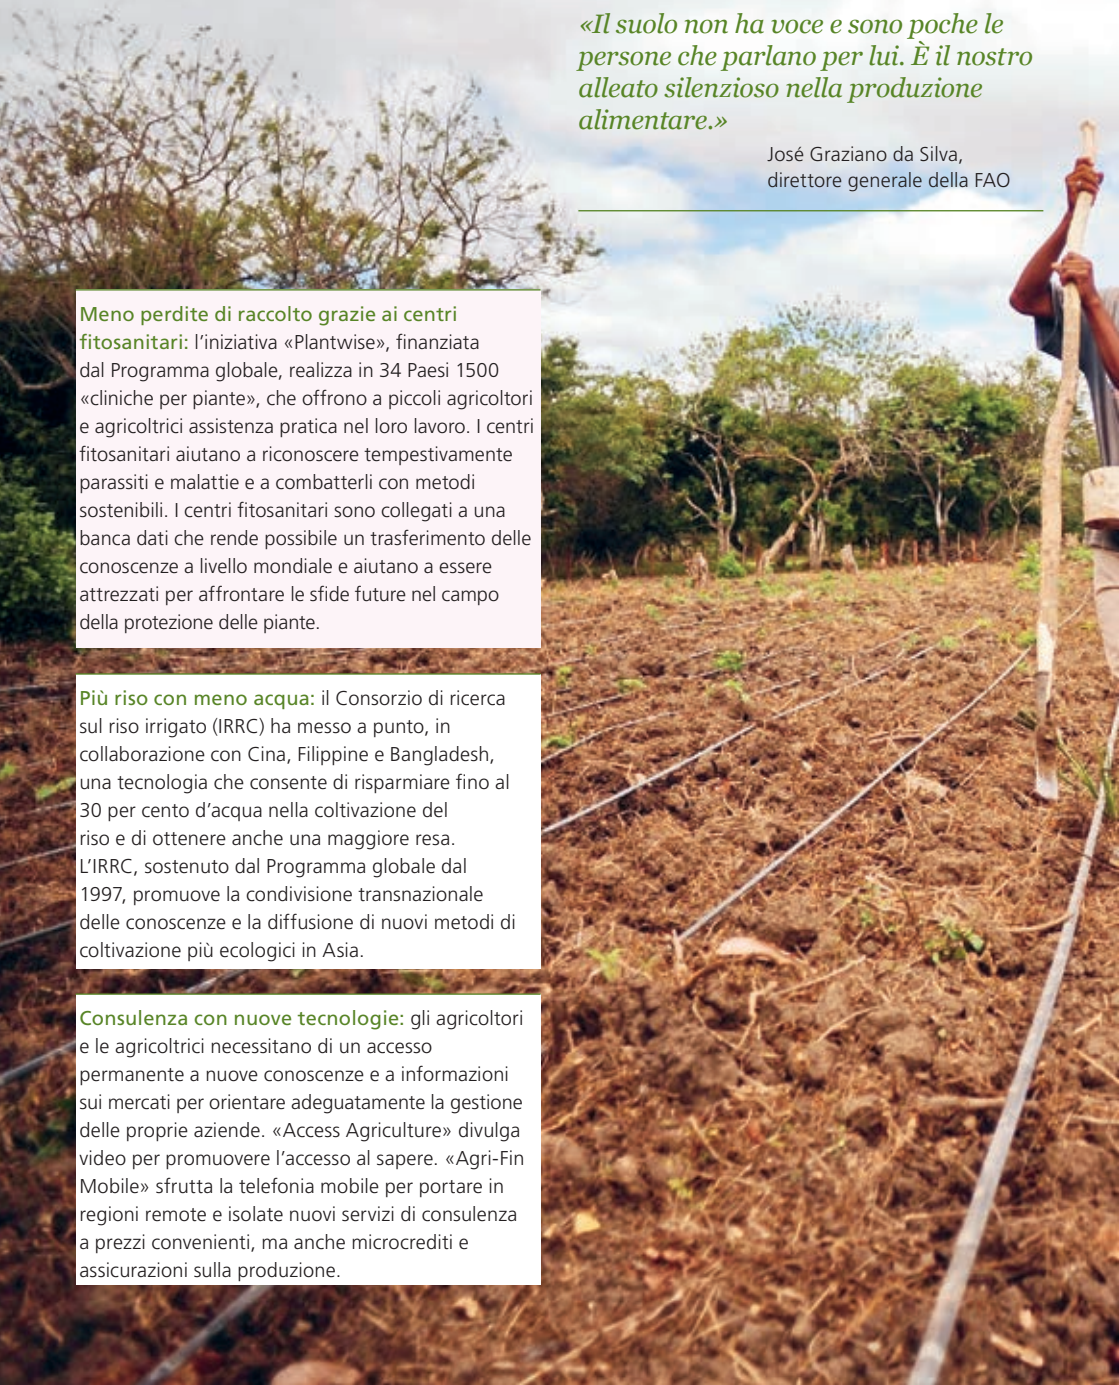 «Il suolo non ha voce e sono poche le
persone che parlano per lui. È il nostro
alleato silenzioso nella produzione
alimentare.»
José Graziano da Silva,
direttore generale della FAO
Meno perdite di raccolto grazie ai centri
fitosanitari: l’iniziativa «Plantwise», finanziata
dal Programma globale, realizza in 34 Paesi 1500
«cliniche per piante», che offrono a piccoli agricoltori
e agricoltrici assistenza pratica nel loro lavoro. I centri
fitosanitari aiutano a riconoscere tempestivamente
parassiti e malattie e a combatterli con metodi
sostenibili. I centri fitosanitari sono collegati a una
banca dati che rende possibile un trasferimento delle
conoscenze a livello mondiale e aiutano a essere
attrezzati per affrontare le sfide future nel campo
della protezione delle piante.
Più riso con meno acqua: il Consorzio di ricerca
sul riso irrigato (IRRC) ha messo a punto, in
collaborazione con Cina, Filippine e Bangladesh,
una tecnologia che consente di risparmiare fino al
30 per cento d’acqua nella coltivazione del
riso e di ottenere anche una maggiore resa.
L’IRRC, sostenuto dal Programma globale dal
1997, promuove la condivisione transnazionale
delle conoscenze e la diffusione di nuovi metodi di
coltivazione più ecologici in Asia.
Consulenza con nuove tecnologie: gli agricoltori
e le agricoltrici necessitano di un accesso
permanente a nuove conoscenze e a informazioni
sui mercati per orientare adeguatamente la gestione
delle proprie aziende. «Access Agriculture» divulga
video per promuovere l’accesso al sapere. «Agri-Fin
Mobile» sfrutta la telefonia mobile per portare in
regioni remote e isolate nuovi servizi di consulenza
a prezzi convenienti, ma anche microcrediti e
assicurazioni sulla produzione.